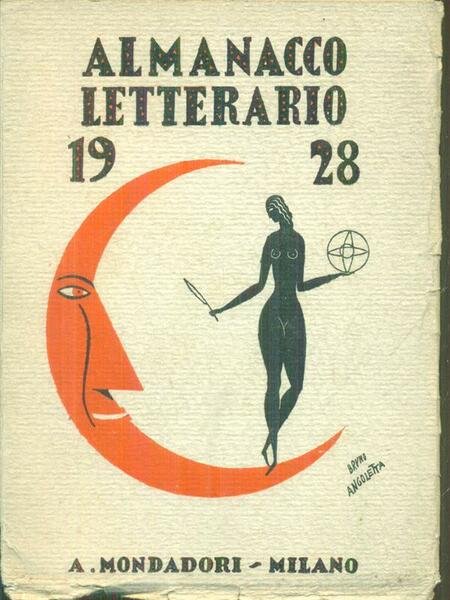 ALMANACCO
LETTERARIO
19 28
BRUNO
ANGOLETTA
A. MONDADORI - MILANO